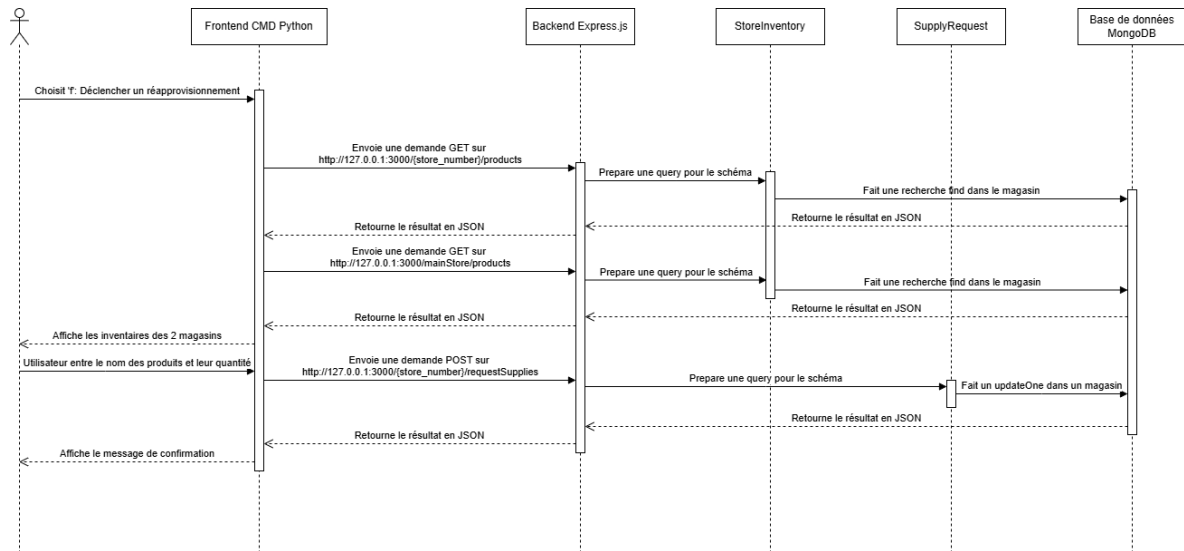 Frontend CMD Python
Backend Express.js
StoreInventory
SupplyRequest
Base de données
MongoDB
Choisit 'f': Déclencher un réapprovisionnement
Envoie une demande GET sur
http://127.0.0.1:3000/{store_number}/products
Prepare une query pour le schéma
Fait une recherche find dans le magasin
Retourne le résultat en JSON
Retourne le résultat en JSON
Envoie une demande GET sur
http://127.0.0.1:3000/mainStore/products
Prepare une query pour le schéma
Fait une recherche find dans le magasin
Retourne le résultat en JSON
Retourne le résultat en JSON
Affiche les inventaires des 2 magasins
Utilisateur entre le nom des produits et leur quantité
Envoie une demande POST sur
http://127.0.0.1:3000/{store_number}/requestSupplies
Prepare une query pour le schéma
Fait un updateOne dans un magasin
Retourne le résultat en JSON
Retourne le résultat en JSON
Affiche le message de confirmation